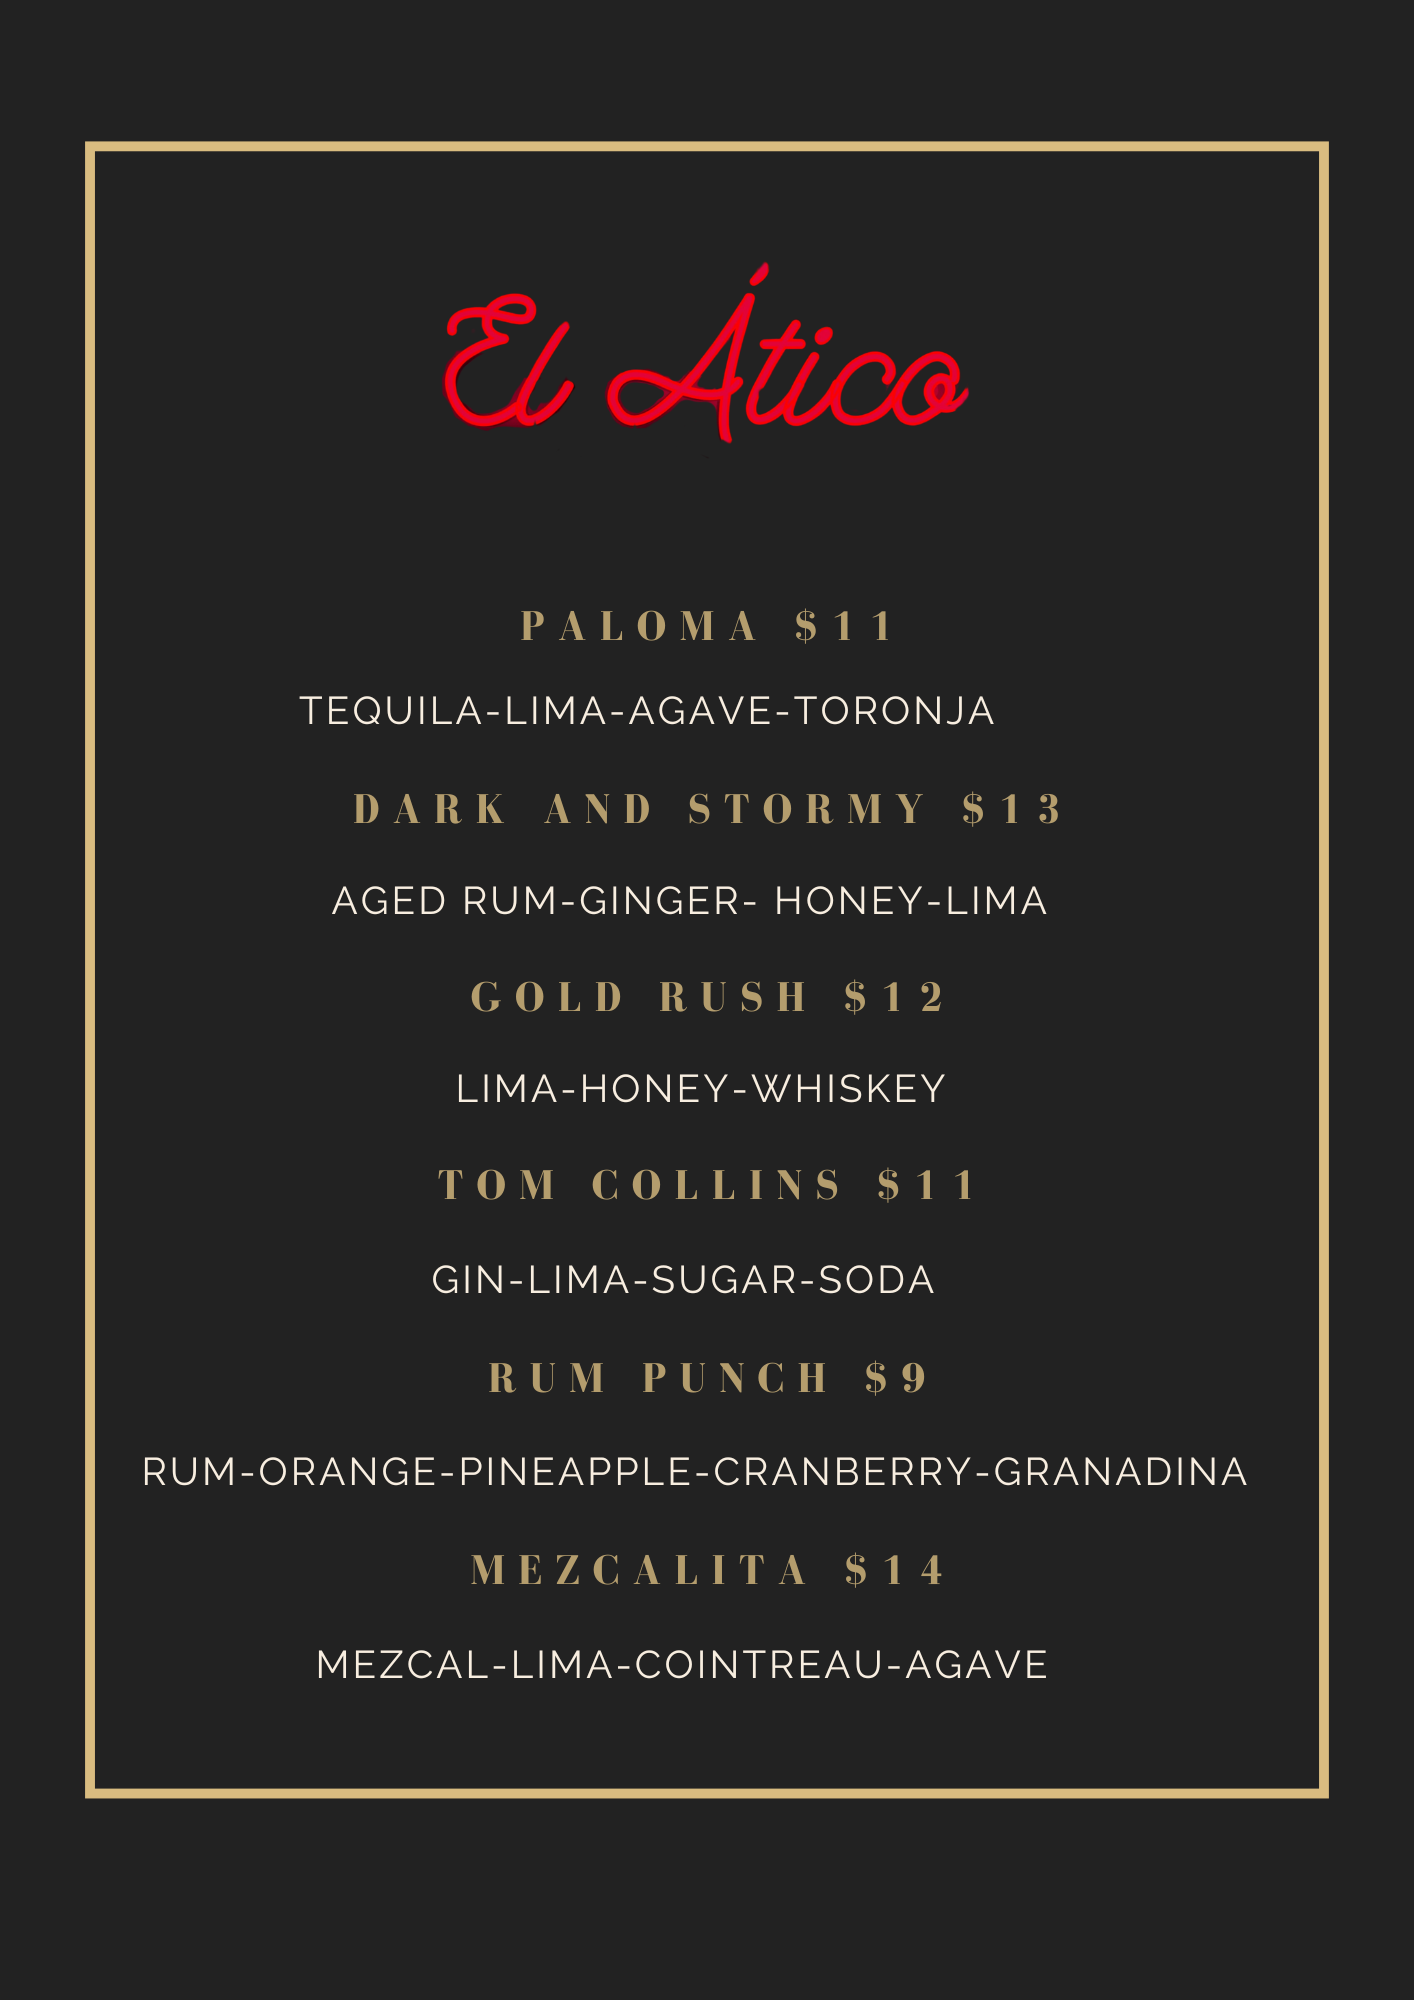 El Ático
PALOMA $11
TEQUILA-LIMA-AGAVE-TORONJA
DARK AND STORMY $13
AGED RUM-GINGER- HONEY-LIMA
GOLD RUSH $12
LIMA-HONEY-WHISKEY
TOM COLLINS $11
GIN-LIMA-SUGAR-SODA
RUM PUNCH $9
RUM-ORANGE-PINEAPPLE-CRANBERRY-GRANADINA
MEZCALITA $14
MEZCAL-LIMA-COINTREAU-AGAVE